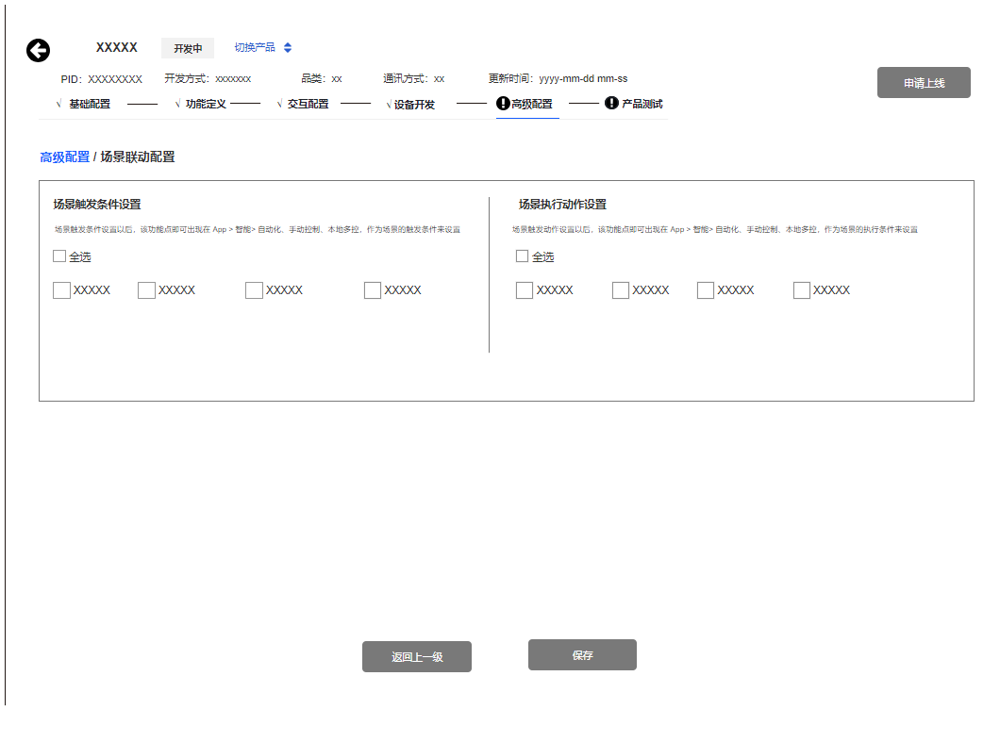 XXXXX 开发中 切换产品
PID: XXXXXXXX 开发方式: xxxxxxx 品类: xx 通讯方式: xx 更新时间: yyyy-mm-dd mm-ss
申请上线
√ 基础配置 √ 功能定义 √ 交互配置 √设备开发 高级配置 产品测试
高级配置 / 场景联动配置
场景触发条件设置
场景触发条件设置以后，该功能点即可出现在 App > 智能> 自动化、手动控制、本地多控，作为场景的触发条件来设置
全选
XXXXX XXXXX XXXXX XXXXX
场景执行动作设置
场景触发动作设置以后，该功能点即可出现在 App > 智能> 自动化、手动控制、本地多控，作为场景的执行条件来设置
全选
XXXXX XXXXX XXXXX XXXXX
返回上一级 保存